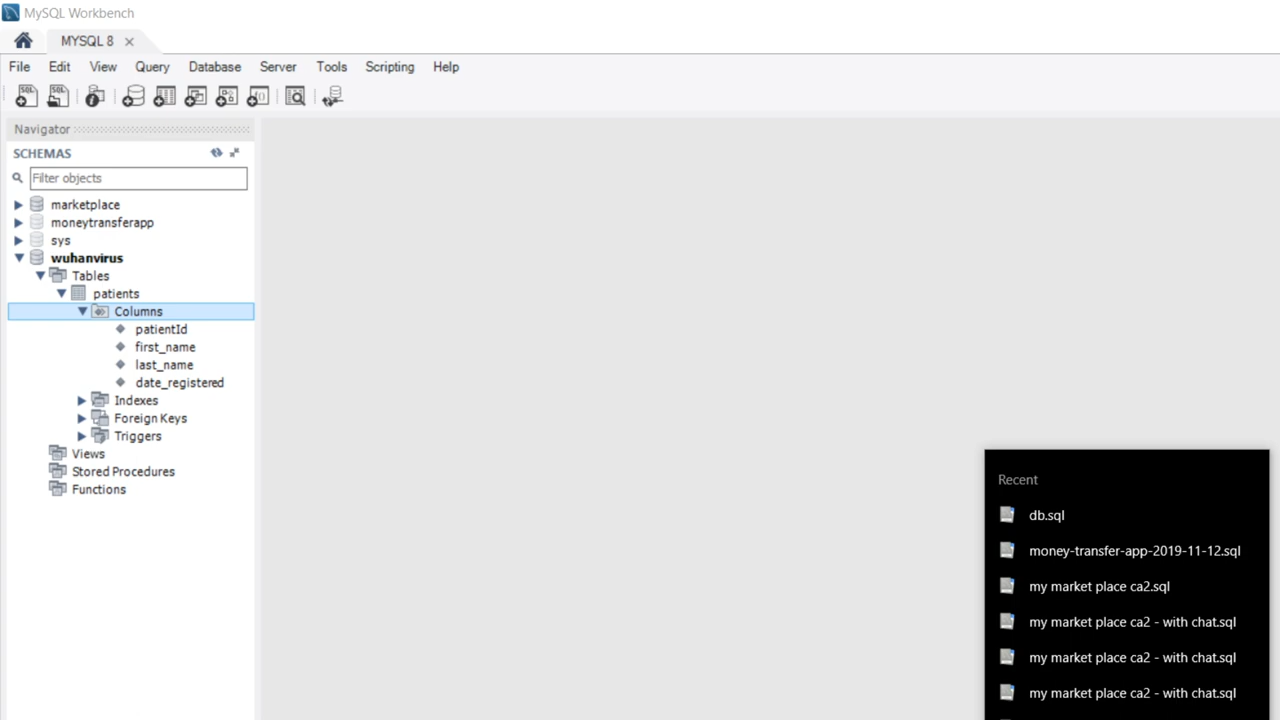 MySQL Workbench
MYSQL 8
File Edit View Query Database Server Tools Scripting Help
Navigator
SCHEMAS
Filter objects
marketplace
moneytransferapp
sys
wuhanvirus
Tables
patients
Columns
patientId
first_name
last_name
date_registered
Indexes
Foreign Keys
Triggers
Views
Stored Procedures
Functions
Recent
db.sql
money-transfer-app-2019-11-12.sql
my market place ca2.sql
my market place ca2 - with chat.sql
my market place ca2 - with chat.sql
my market place ca2 - with chat.sql